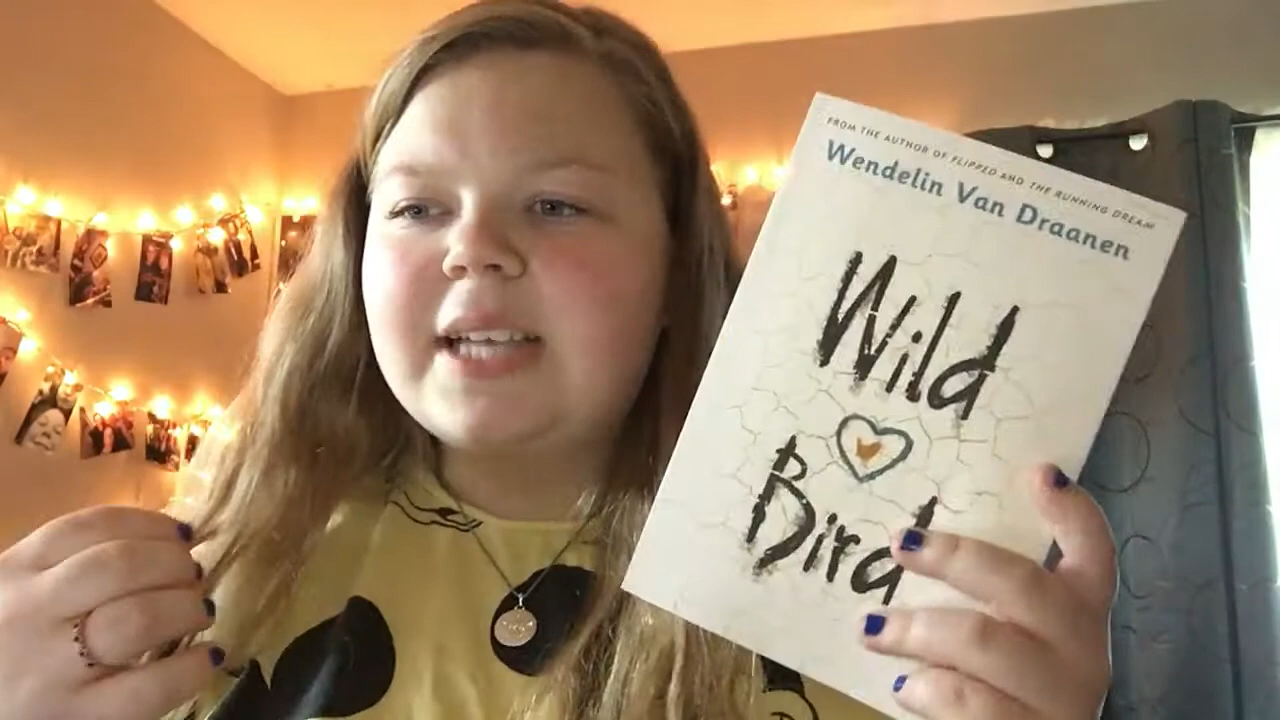 FROM THE AUTHOR OF FLIPPED AND THE RUNNING DREAM
Wendelin Van Draanen
Wild
Bird